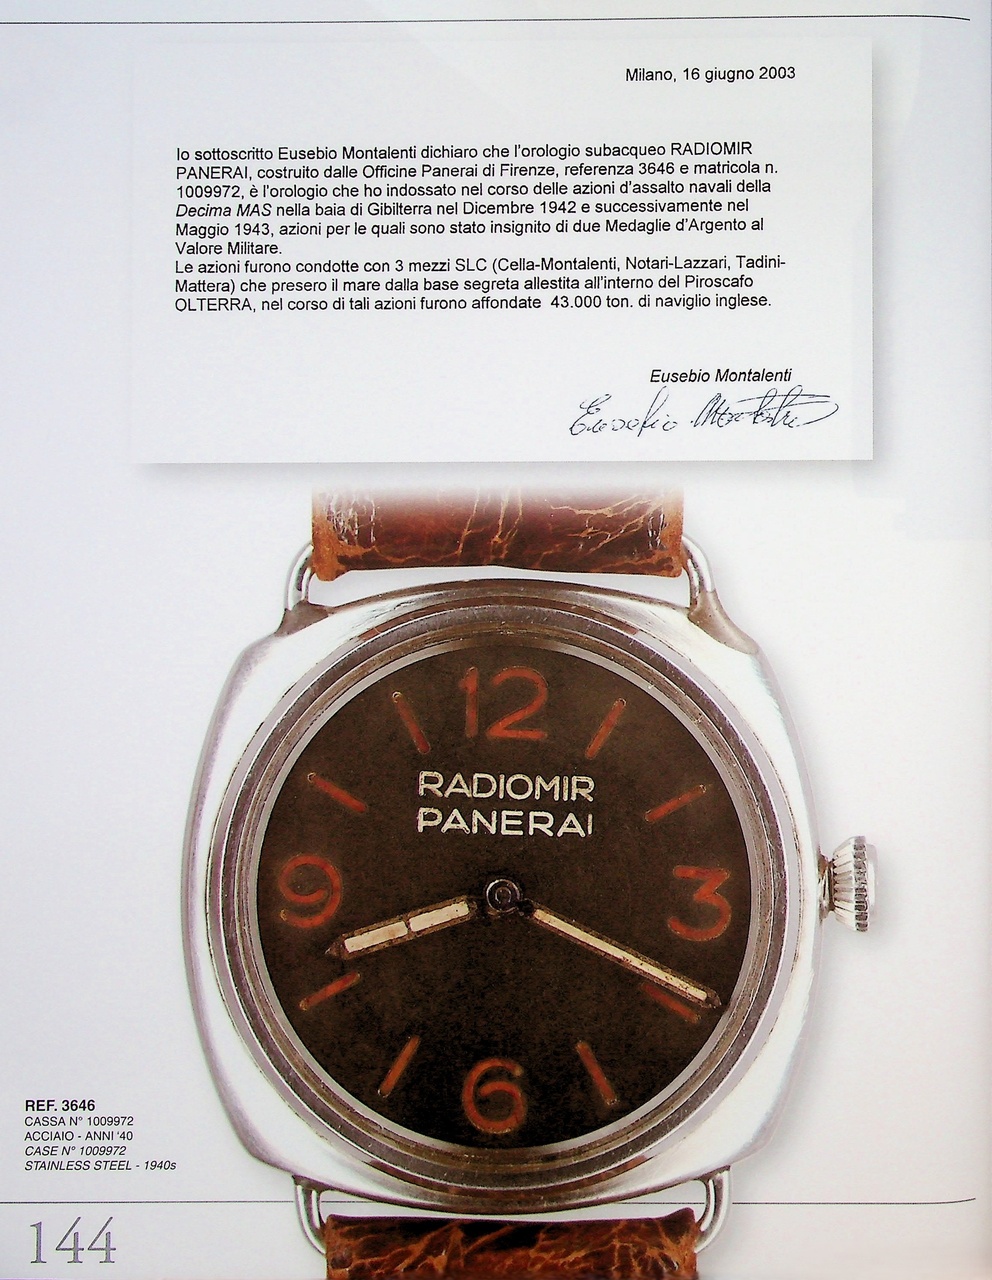 Milano, 16 giugno 2003
Io sottoscritto Eusebio Montalenti dichiaro che l'orologio subacqueo RADIOMIR
PANERAI, costruito dalle Officine Panerai di Firenze, referenza 3646 e matricola n.
1009972, è l'orologio che ho indossato nel corso delle azioni d'assalto navali della
Decima MAS nella baia di Gibilterra nel Dicembre 1942 e successivamente nel
Maggio 1943, azioni per le quali sono stato insignito di due Medaglie d'Argento al
Valore Militare.
Le azioni furono condotte con 3 mezzi SLC (Cella-Montalenti, Notari-Lazzari, Tadini-
Mattera) che presero il mare dalla base segreta allestita all'interno del Piroscafo
OLTERRA, nel corso di tali azioni furono affondate 43.000 ton. di naviglio inglese.
Eusebio Montalenti
Eusebio Montalenti
12
RADIOMIR
PANERAI
9
3
6
REF. 3646
CASSA N° 1009972
ACCIAIO - ANNI '40
CASE N° 1009972
STAINLESS STEEL - 1940s
144